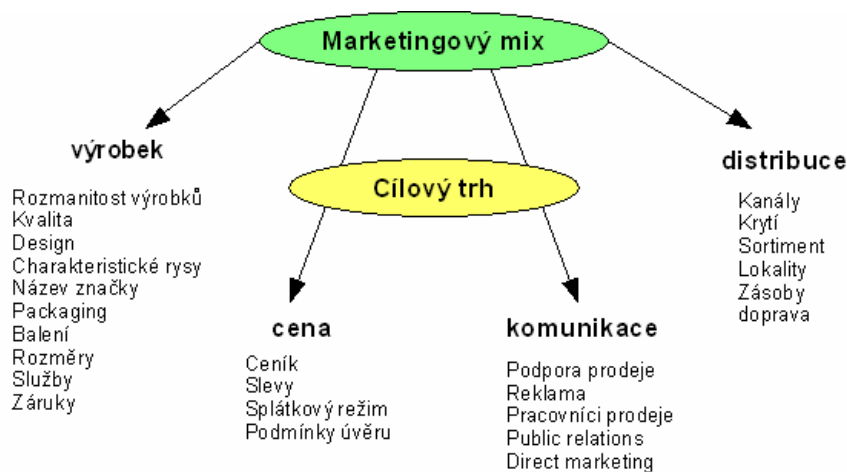 Marketingový mix
výrobek
Rozmanitost výrobků
Kvalita
Design
Charakteristické rysy
Název značky
Packaging
Balení
Rozměry
Služby
Záruky
Cílový trh
cena
Ceník
Slevy
Splátkový režim
Podmínky úvěru
komunikace
Podpora prodeje
Reklama
Pracovníci prodeje
Public relations
Direct marketing
distribuce
Kanály
Krytí
Sortiment
Lokality
Zásoby
doprava